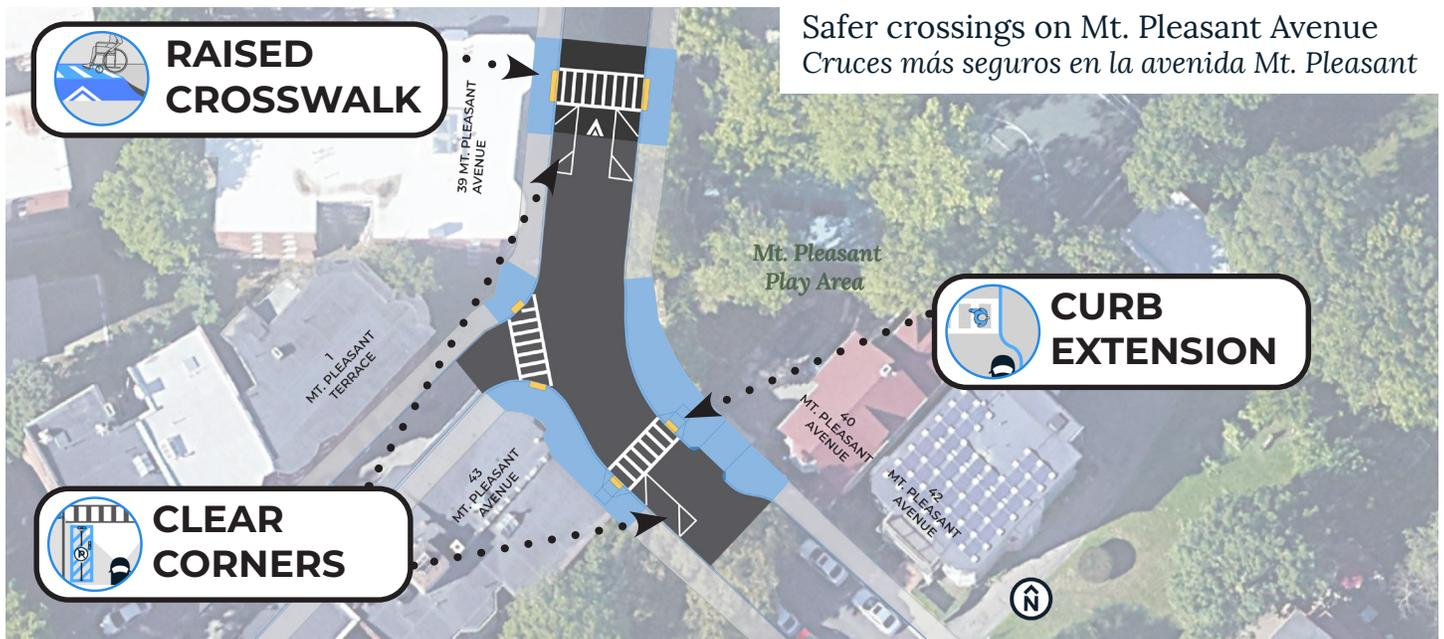 Safer crossings on Mt. Pleasant Avenue
Cruces más seguros en la avenida Mt. Pleasant
RAISED
CROSSWALK
39 MT. PLEASANT
AVENUE
Mt. Pleasant
Play Area
CURB
EXTENSION
1
MT. PLEASANT
TERRACE
40
MT. PLEASANT
AVENUE
42
MT. PLEASANT
AVENUE
43
MT. PLEASANT
AVENUE
CLEAR
CORNERS
R
N